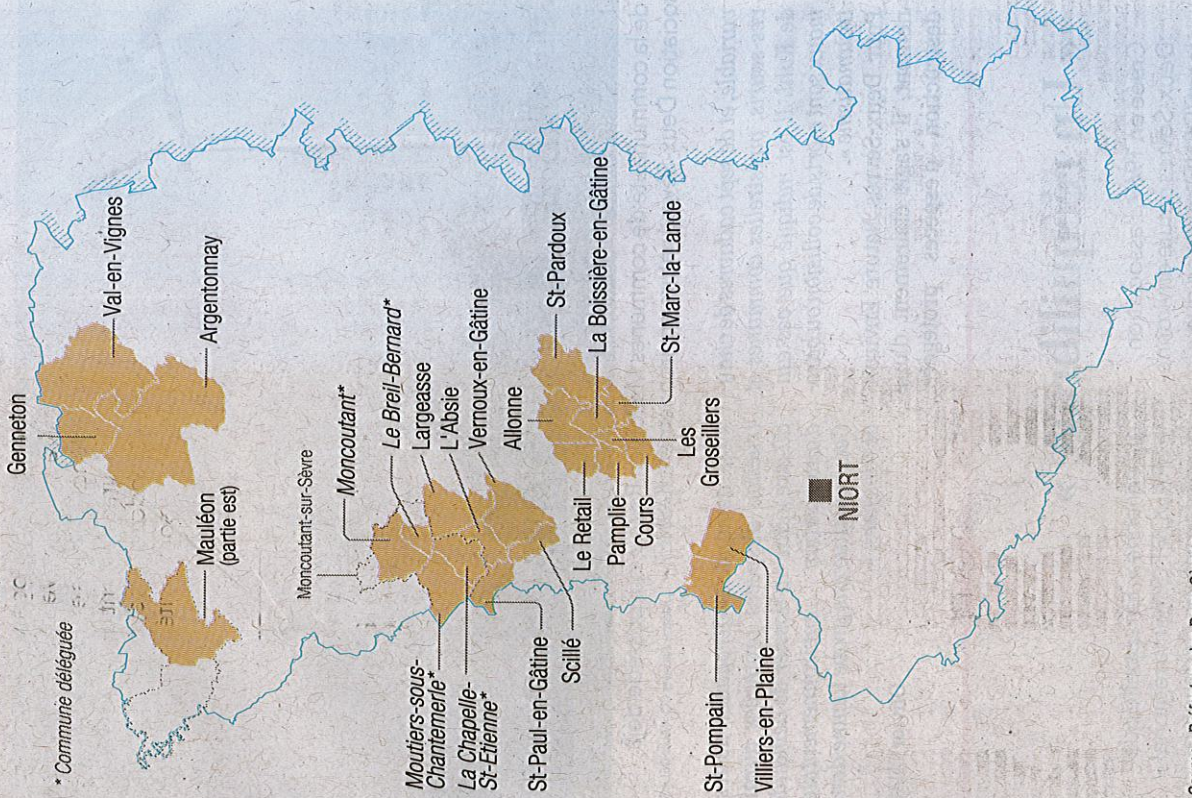 * Commune déléguée
Genneton
Val-en-Vignes
Argentonnay
Mauléon
(partie est)
Moncoutant-sur-Sèvre
Moncoutant*
Le Breil-Bernard*
Largeasse
L'Absie
Vernoux-en-Gâtine
Moutiers-sous-
Chantemerle*
La Chapelle-
St-Etienne*
St-Paul-en-Gâtine
Scillé
Allonne
St-Pardoux
La Boissière-en-Gâtine
St-Marc-la-Lande
Le Retail
Pamplie
Cours
Les
Groseillers
St-Pompain
Villiers-en-Plaine
NIORT